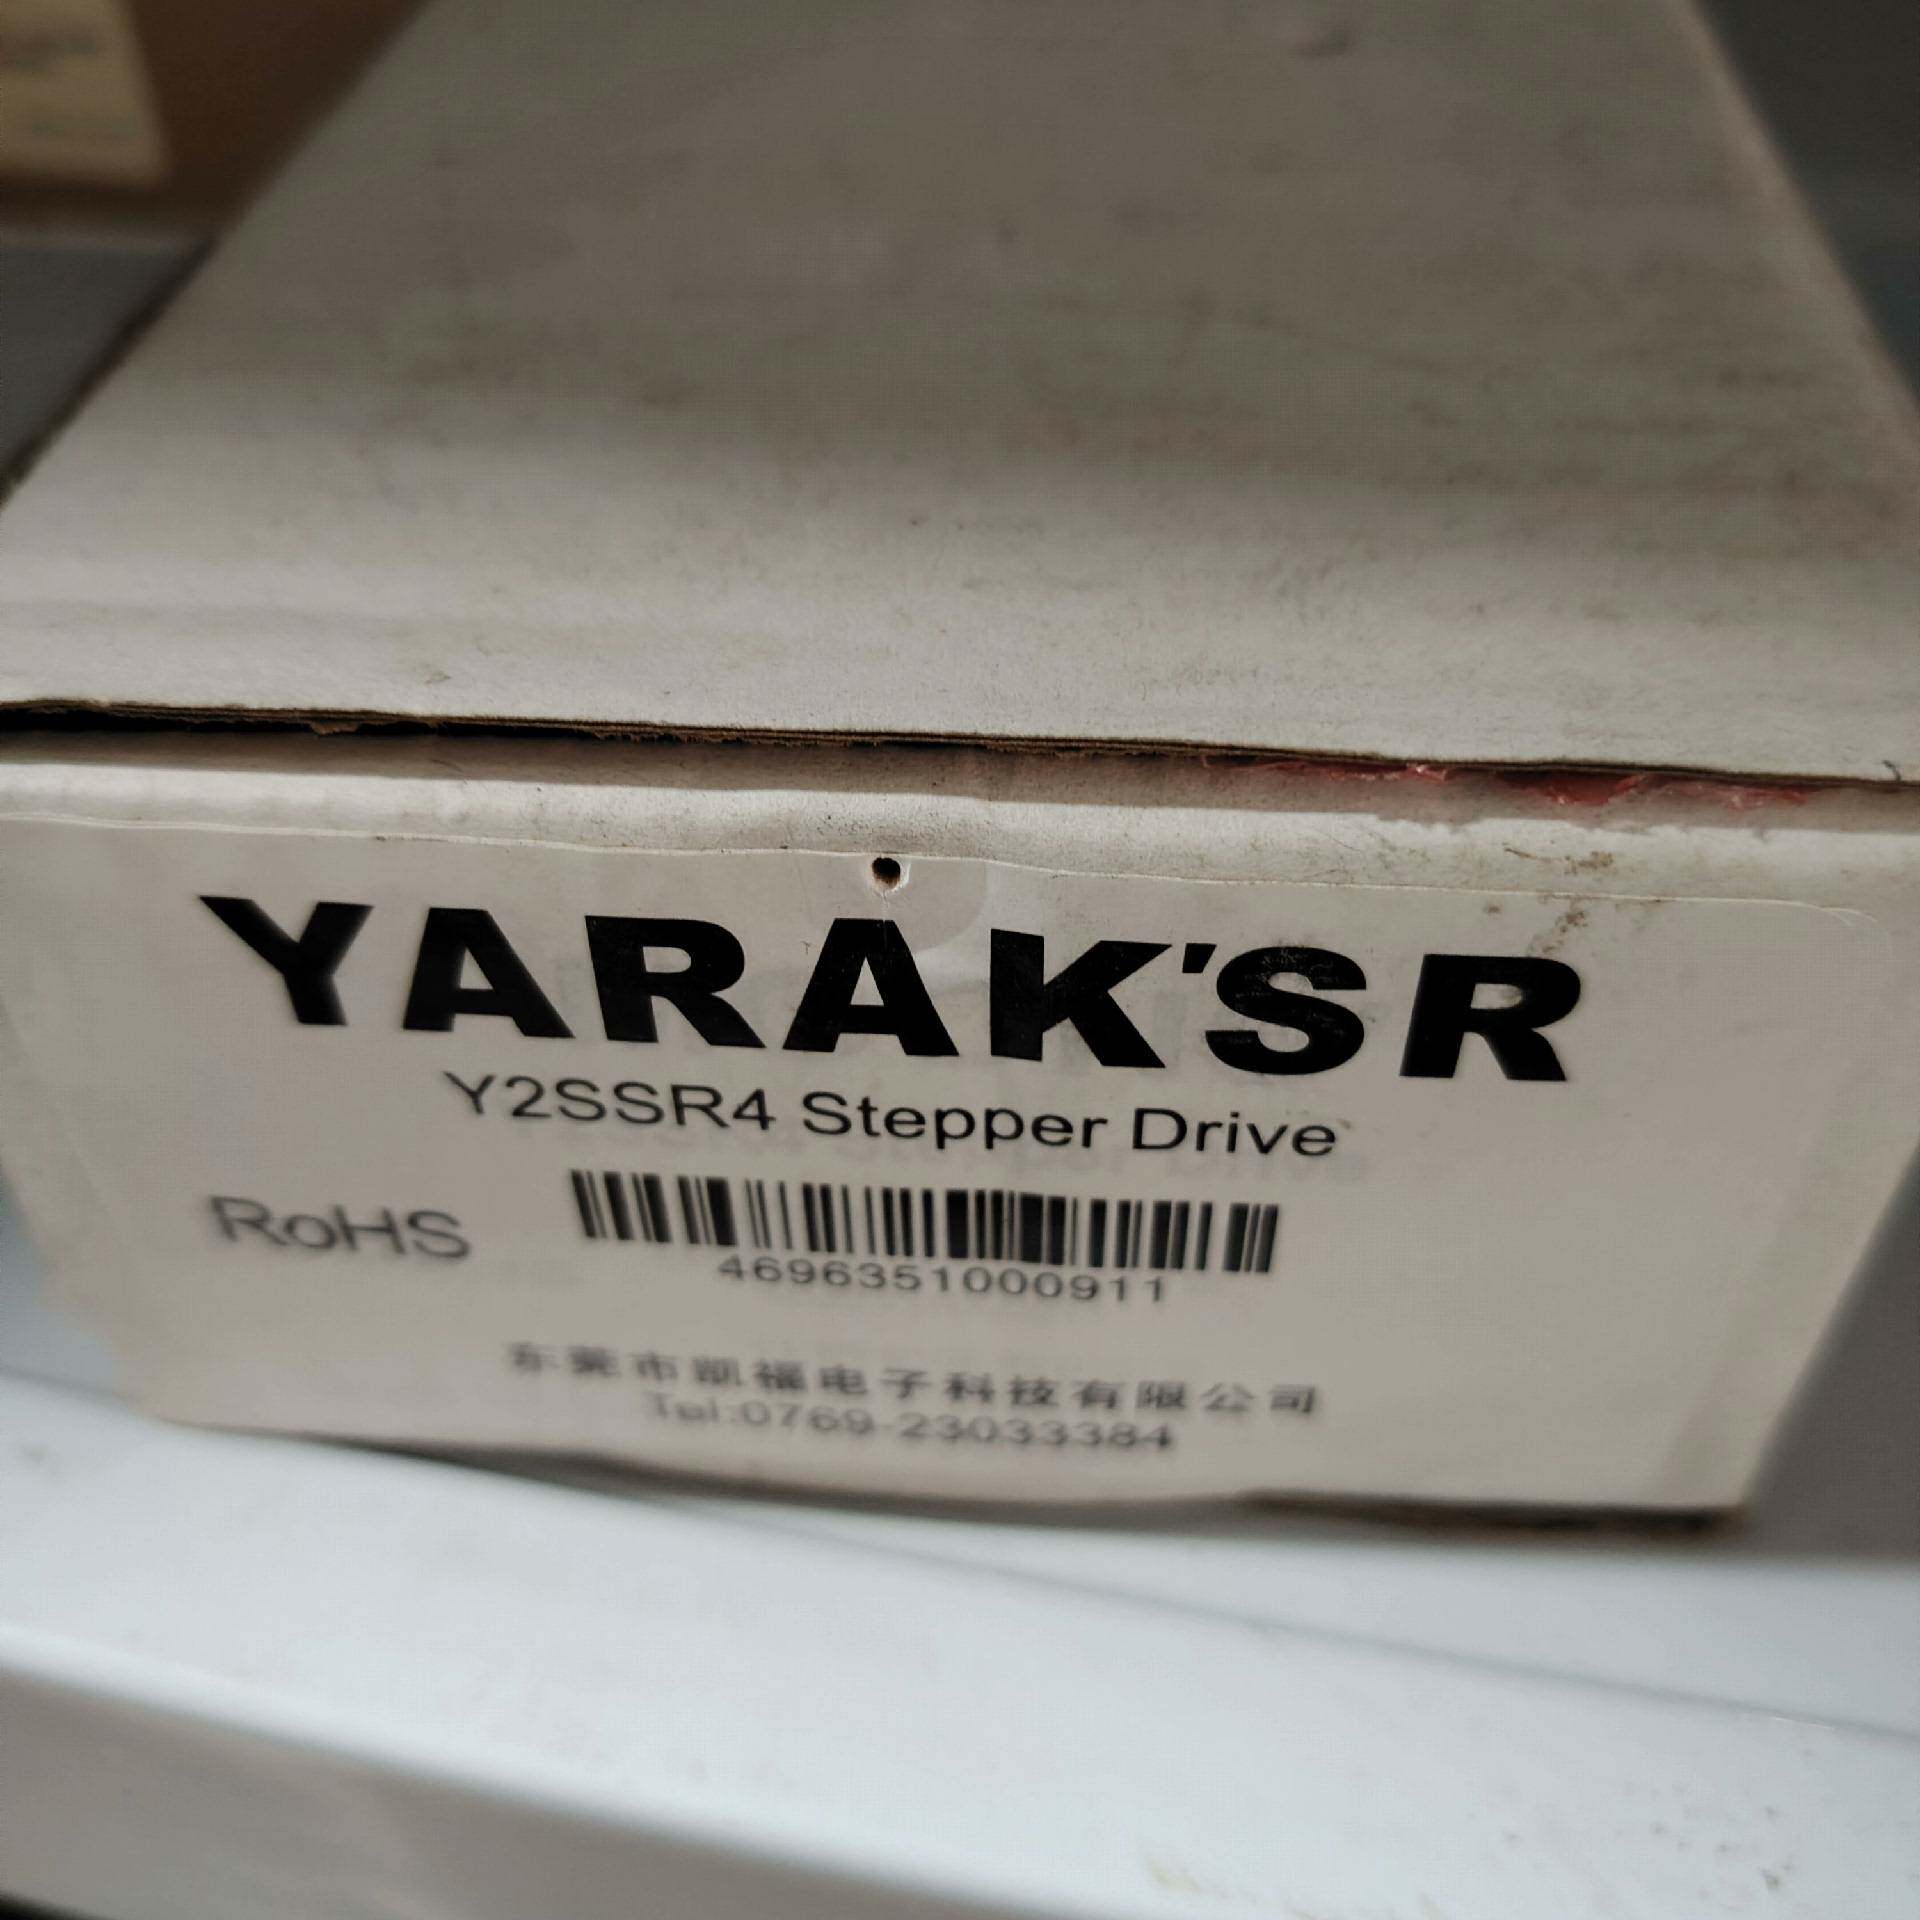 YARAK'SR
Y2SSR4 Stepper Drive
RoHS
4696351000911
东莞市凯福电子科技有限公司
Tel:0769-23033384